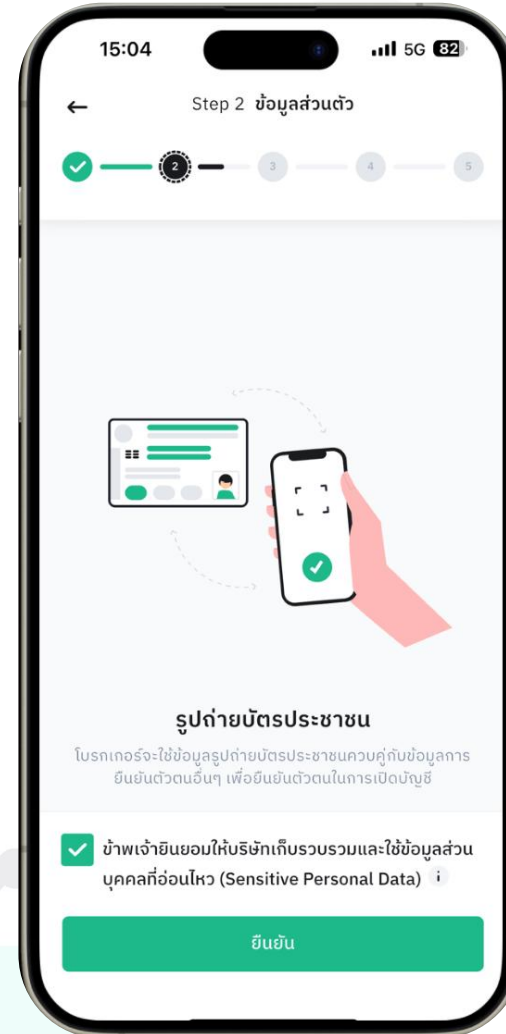 15:04 5G 82
Step 2 ข้อมูลส่วนตัว
2 3 4 5
รูปถ่ายบัตรประชาชน
โบรกเกอร์จะใช้ข้อมูลรูปถ่ายบัตรประชาชนควบคู่กับข้อมูลการ
ยืนยันตัวตนอื่นๆ เพื่อยืนยันตัวตนในการเปิดบัญชี
ข้าพเจ้ายินยอมให้บริษัทเก็บรวบรวมและใช้ข้อมูลส่วน
บุคคลที่อ่อนไหว (Sensitive Personal Data) i
ยืนยัน